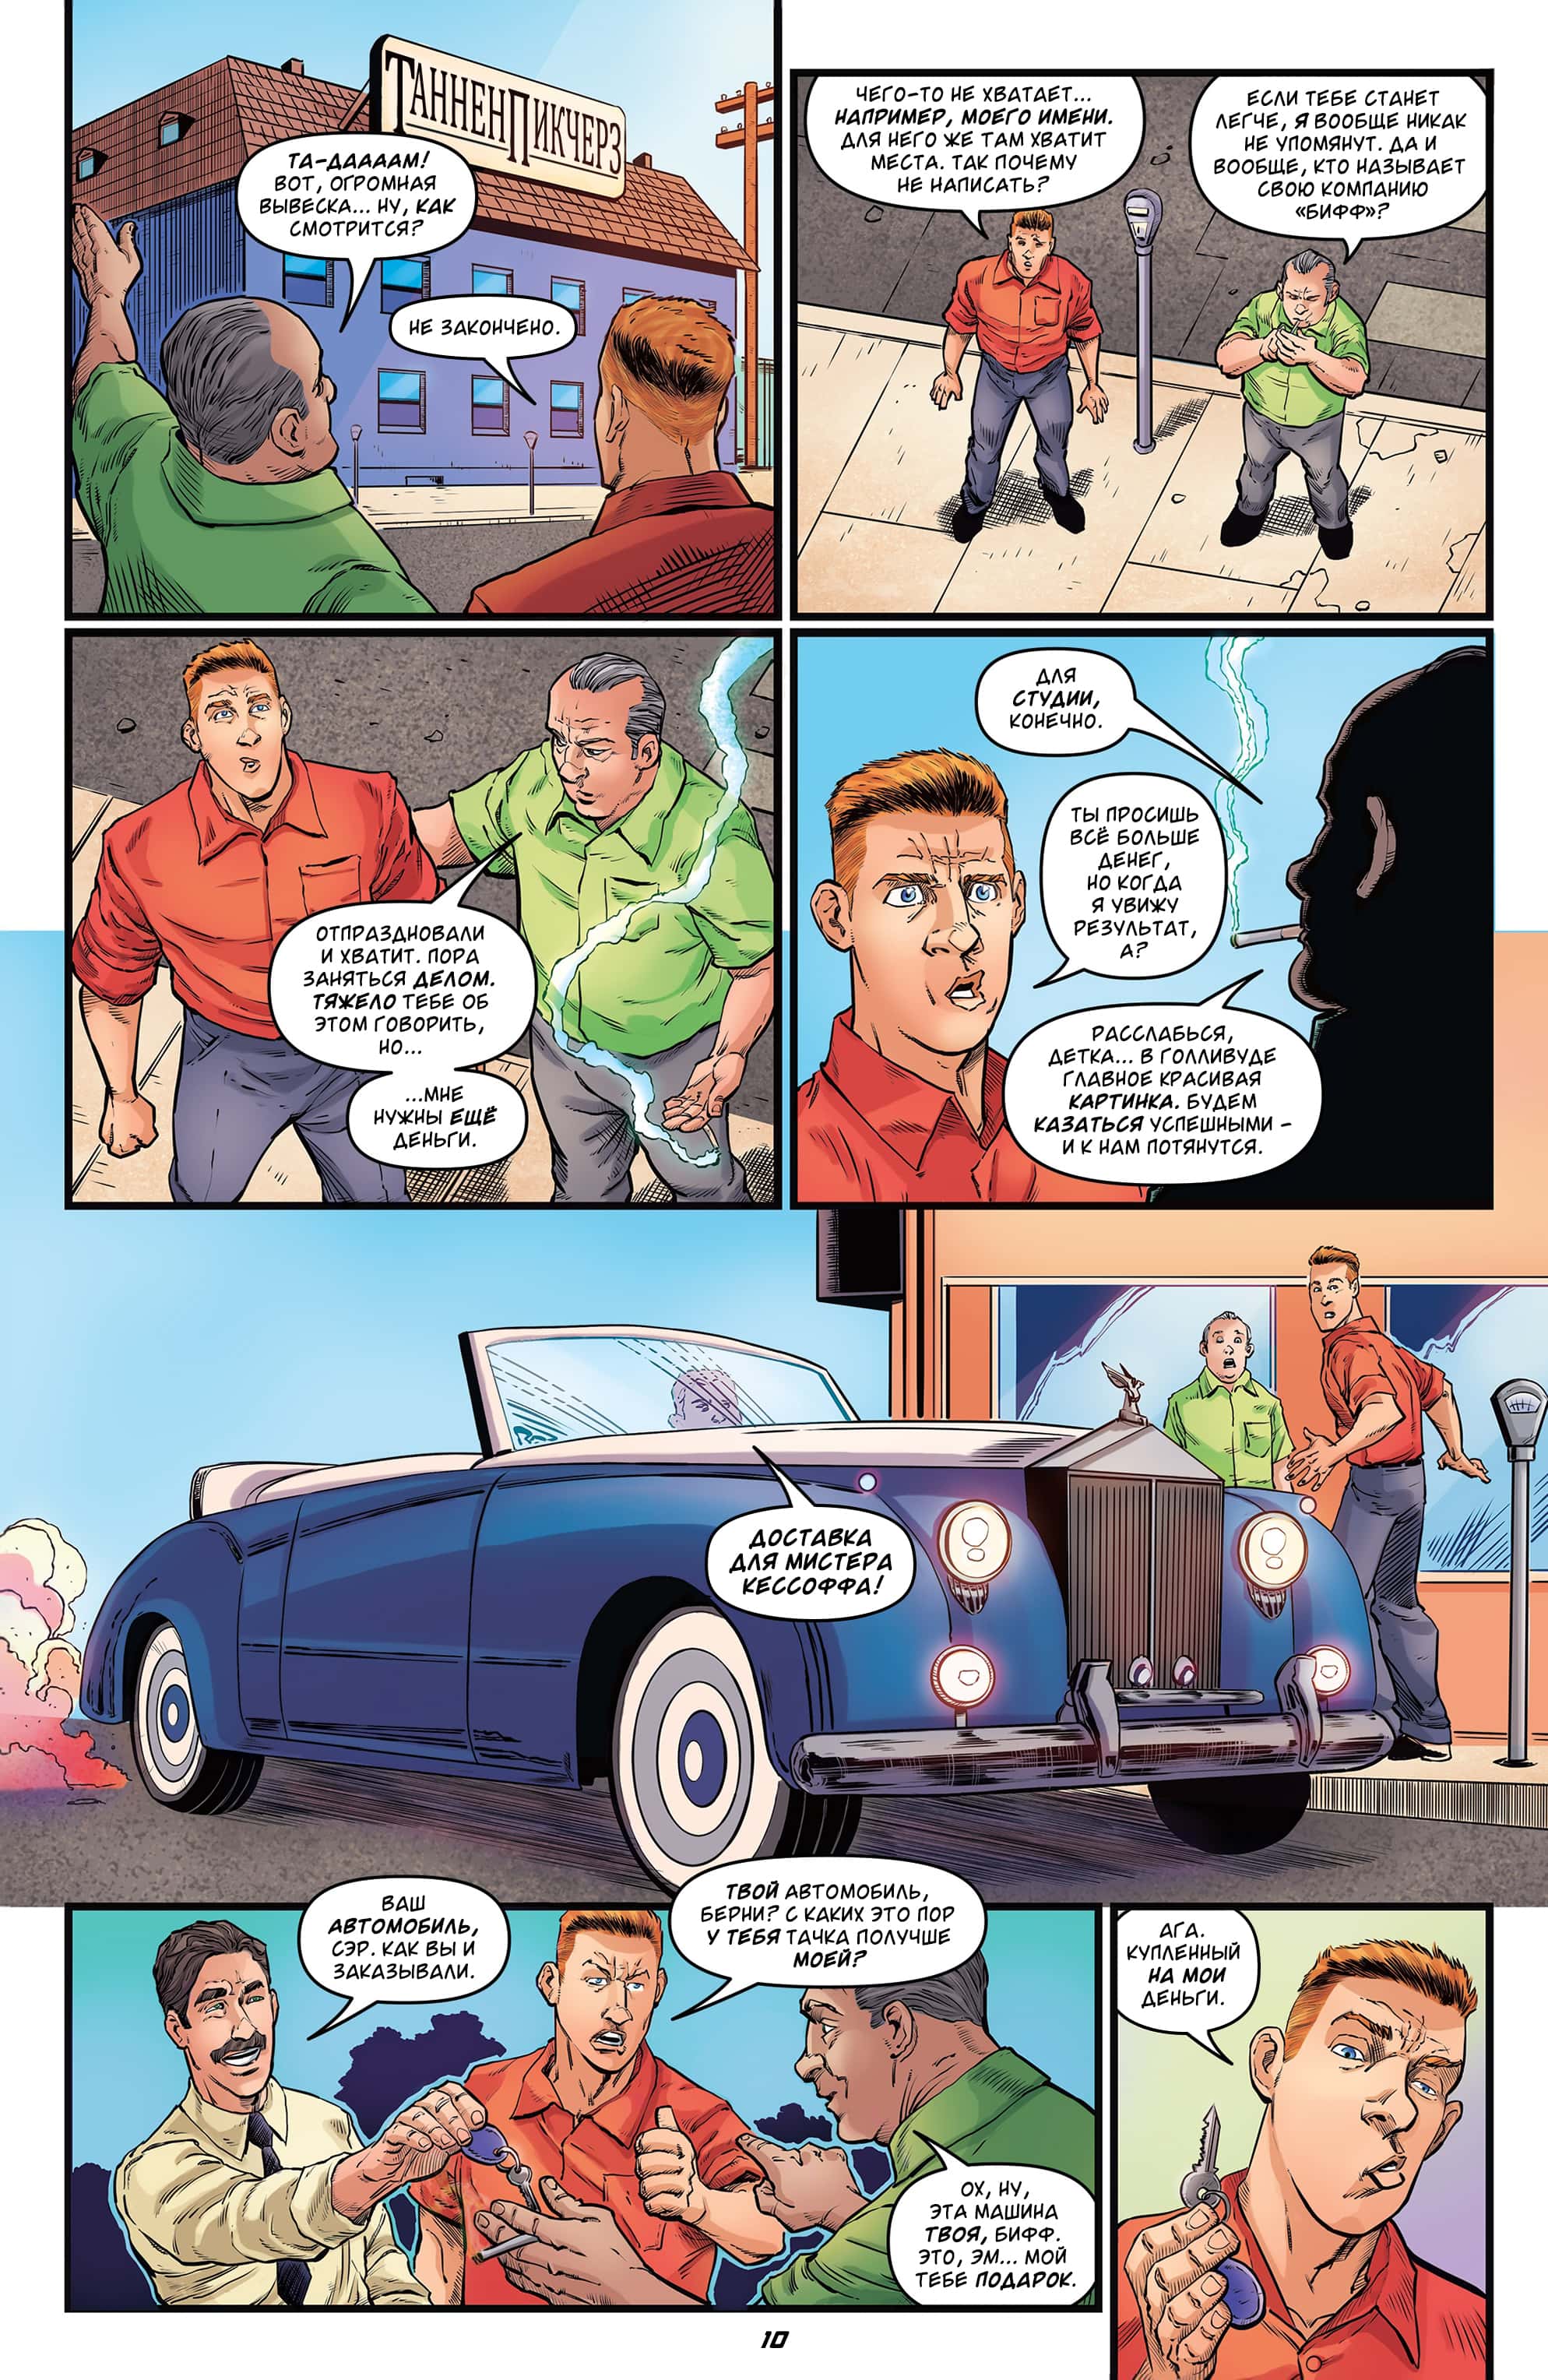 ТАННЕН ПИКЧЕРЗ
ТА-ДАААМ!
ВОТ, ОГРОМНАЯ
ВЫВЕСКА... НУ, КАК
СМОТРИТСЯ?
НЕ ЗАКОНЧЕНО.
ЧЕГО-ТО НЕ ХВАТАЕТ...
НАПРИМЕР, МОЕГО ИМЕНИ.
ДЛЯ НЕГО ЖЕ ТАМ ХВАТИТ
МЕСТА. ТАК ПОЧЕМУ
НЕ НАПИСАТЬ?
ЕСЛИ ТЕБЕ СТАНЕТ
ЛЕГЧЕ, Я ВООБЩЕ НИКАК
НЕ УПОМЯНУТ. ДА И
ВООБЩЕ, КТО НАЗЫВАЕТ
СВОЮ КОМПАНИЮ
«БИФФ»?
ОТПРАЗДНОВАЛИ
И ХВАТИТ. ПОРА
ЗАНЯТЬСЯ ДЕЛОМ.
ТЯЖЕЛО ТЕБЕ ОБ
ЭТОМ ГОВОРИТЬ,
НО...
...МНЕ
НУЖНЫ ЕЩЁ
ДЕНЬГИ.
ДЛЯ
СТУДИИ,
КОНЕЧНО.
ТЫ ПРОСИШЬ
ВСЁ БОЛЬШЕ
ДЕНЕГ,
НО КОГДА
Я УВИЖУ
РЕЗУЛЬТАТ,
А?
РАССЛАБЬСЯ,
ДЕТКА... В ГОЛЛИВУДЕ
ГЛАВНОЕ КРАСИВАЯ
КАРТИНКА. БУДЕМ
КАЗАТЬСЯ УСПЕШНЫМИ –
И К НАМ ПОТЯНУТСЯ.
ДОСТАВКА
ДЛЯ МИСТЕРА
КЕССОФФА!
ВАШ
АВТОМОБИЛЬ,
СЭР. КАК ВЫ И
ЗАКАЗЫВАЛИ.
ТВОЙ АВТОМОБИЛЬ,
БЕРНИ? С КАКИХ ЭТО ПОР
У ТЕБЯ ТАЧКА ПОЛУЧШЕ
МОЕЙ?
ОХ, НУ,
ЭТА МАШИНА
ТВОЯ, БИФФ.
ЭТО, ЭМ... МОЙ
ТЕБЕ ПОДАРОК.
АГА.
КУПЛЕННЫЙ
НА МОИ
ДЕНЬГИ.
10